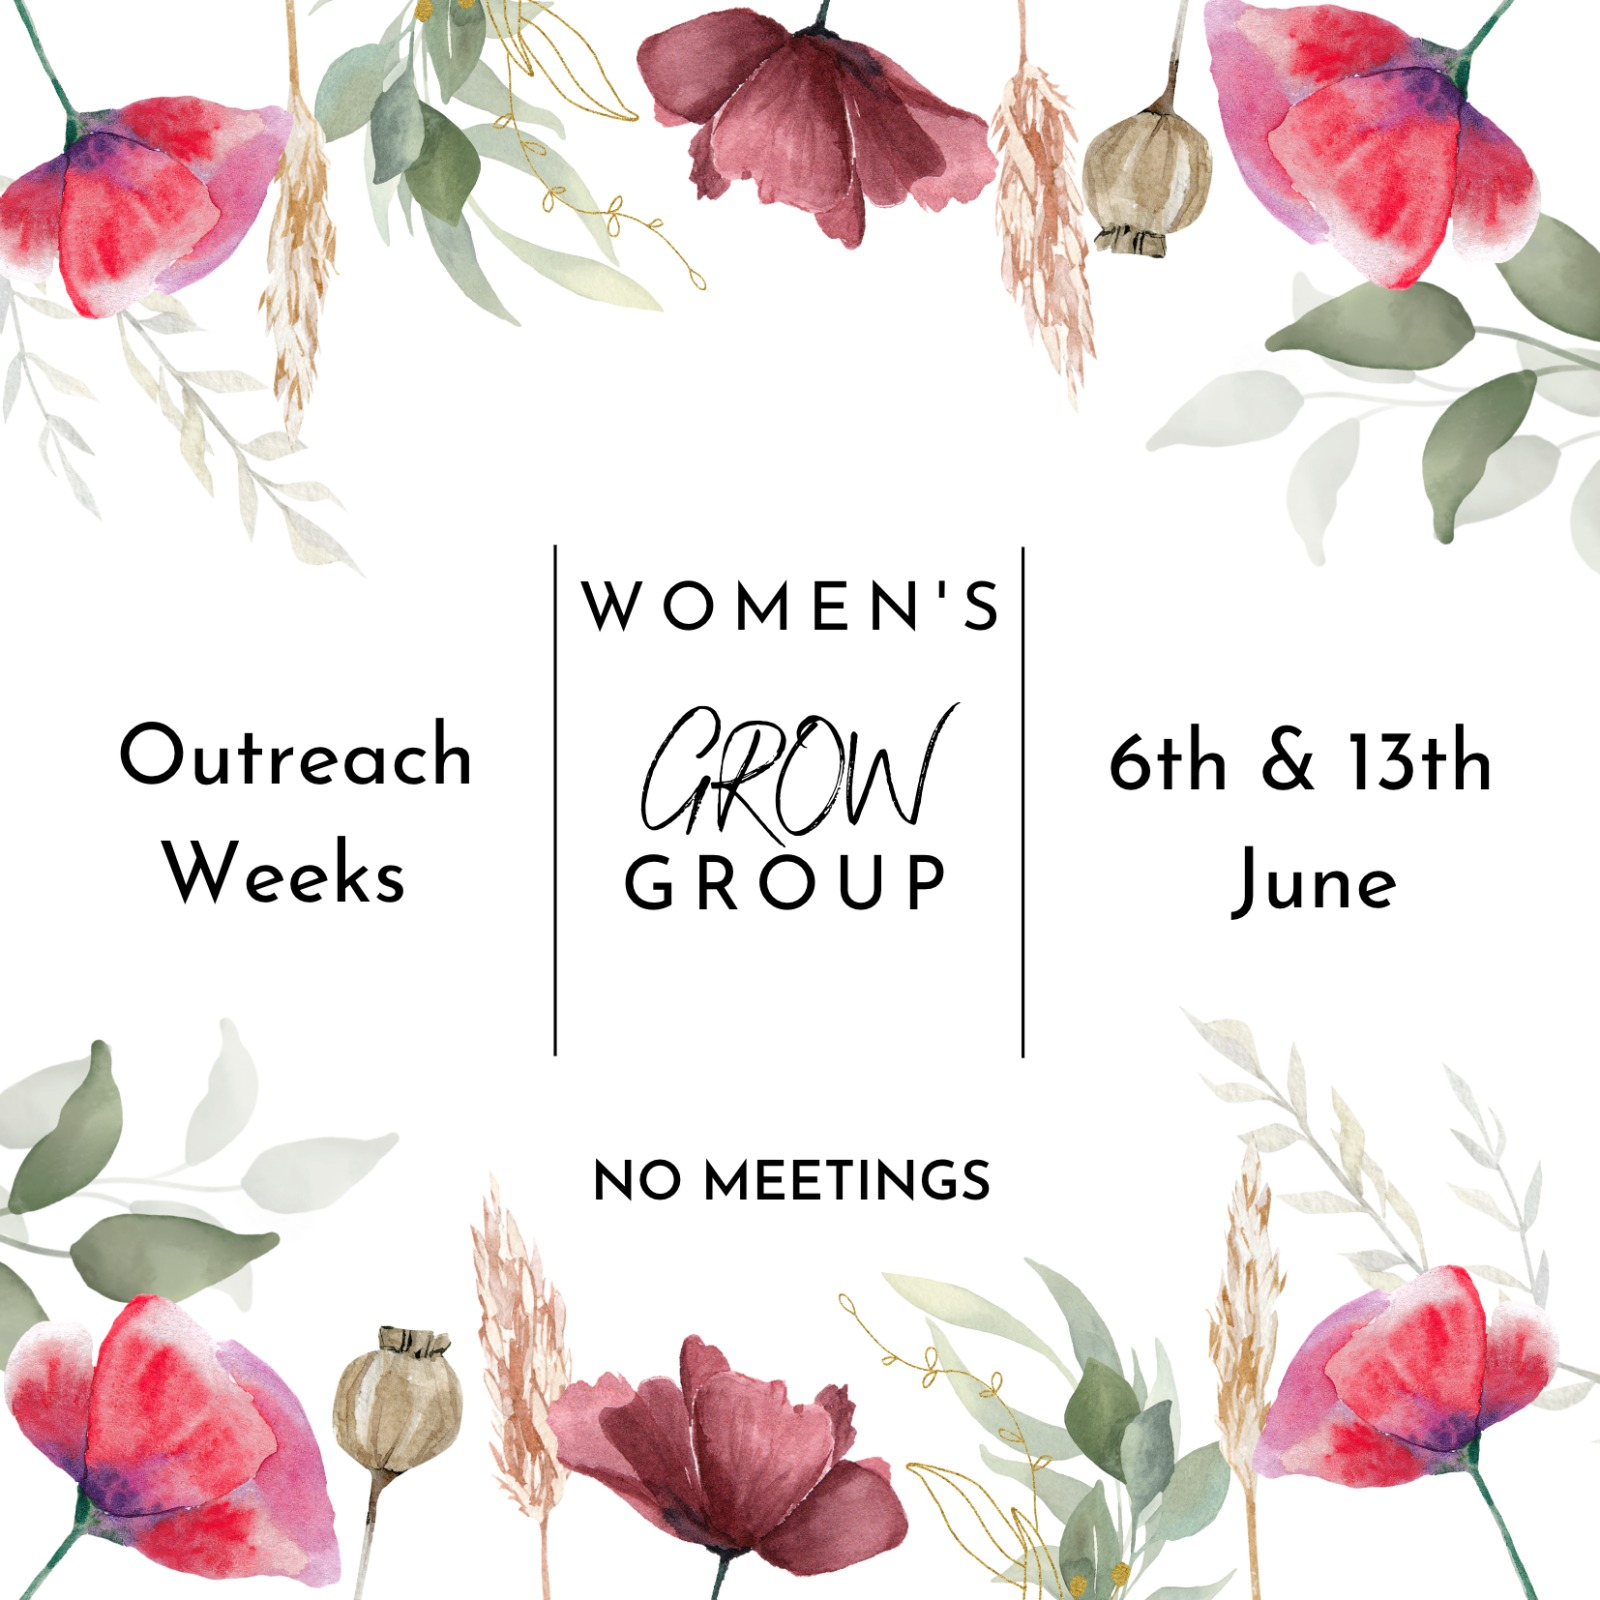 Outreach
Weeks
WOMEN'S
GROW
GROUP
6th & 13th
June
NO MEETINGS